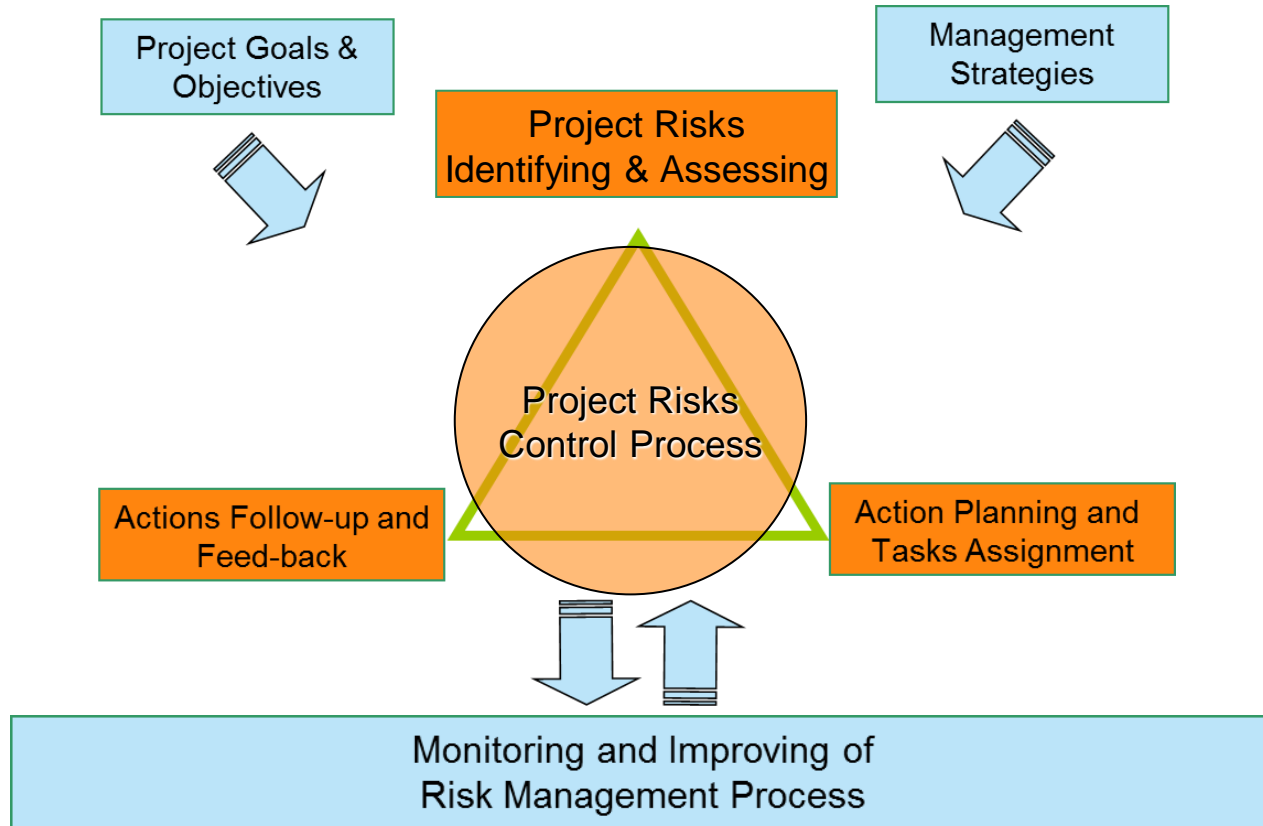 Project Goals &
Objectives
Management
Strategies
Project Risks
Identifying & Assessing
Project Risks
Control Process
Actions Follow-up and
Feed-back
Action Planning and
Tasks Assignment
Monitoring and Improving of
Risk Management Process